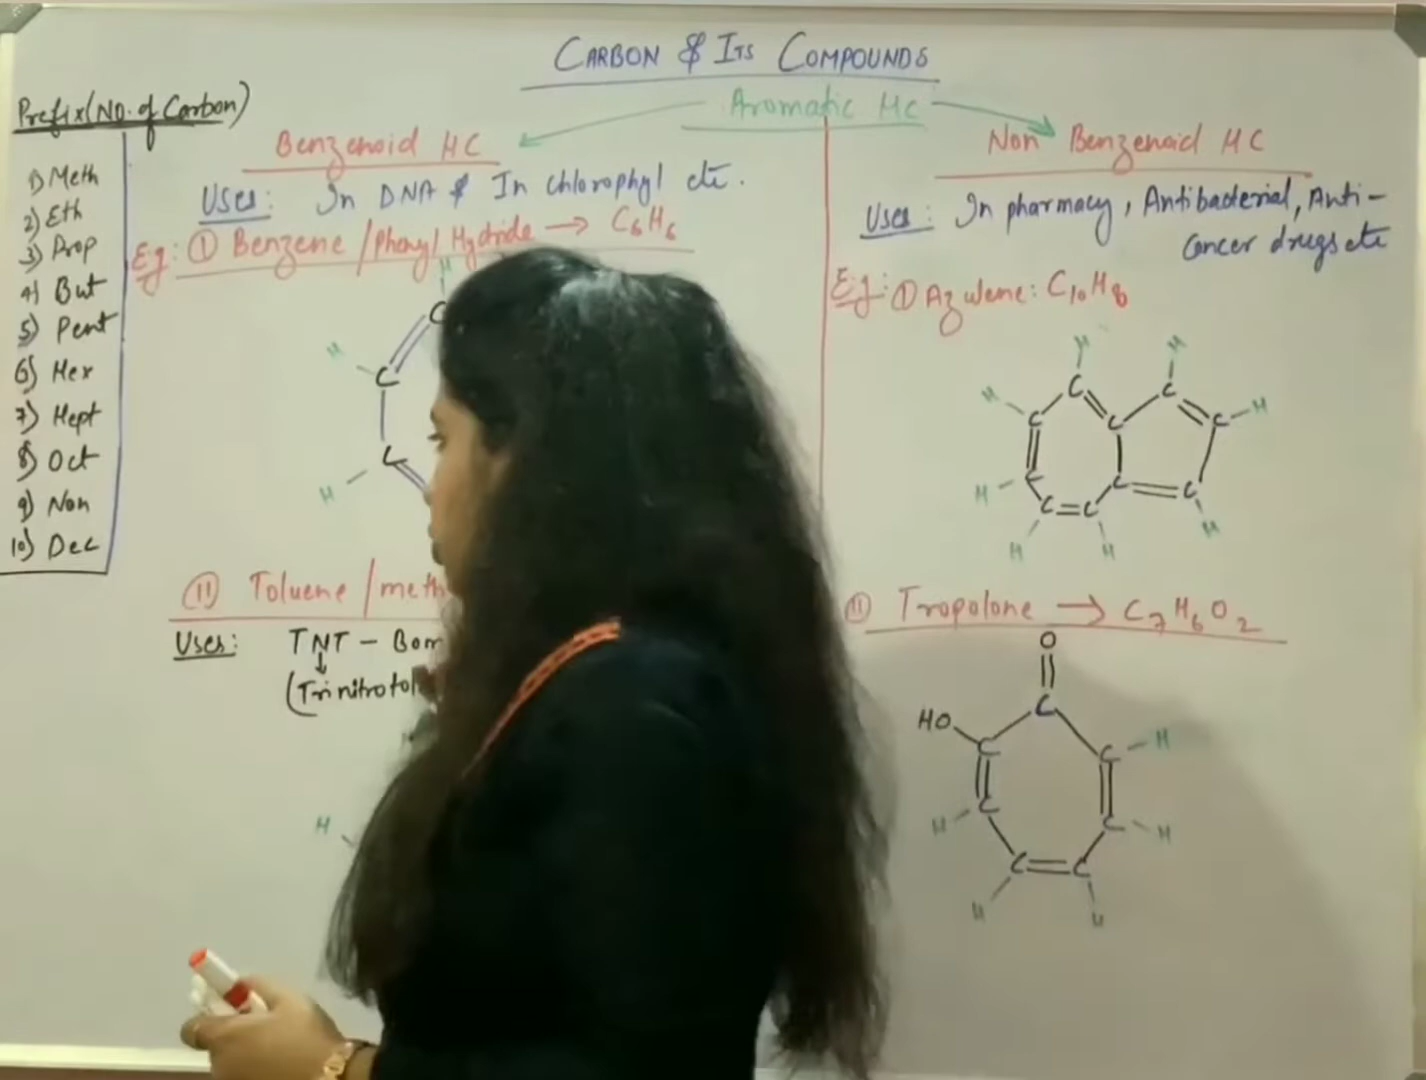 CARBON & ITS COMPOUNDS
Aromatic HC
Prefix (NO. of Carbon)
1) Meth
2) Eth
3) Prop
4) But
5) Pent
6) Hex
7) Hept
8) Oct
9) Non
10) Dec
Benzenoid HC
Uses: In DNA & In chlorophyl etc.
Eg: (I) Benzene / Phenyl Hydride → C6H6
H
C
H C
C
H
(II) Toluene / meth
Uses: TNT - Bom
(Trinitrotol
H
H
Non Benzenoid HC
Uses: In pharmacy, Antibacterial, Anti-
cancer drugs etc
Eg: (I) Azulene: C10H8
H H
H C C H
C C C
H C C C
C = C H
H H
(II) Tropolone → C7H6O2
O
HO C
C C H
H C C H
C = C
H H